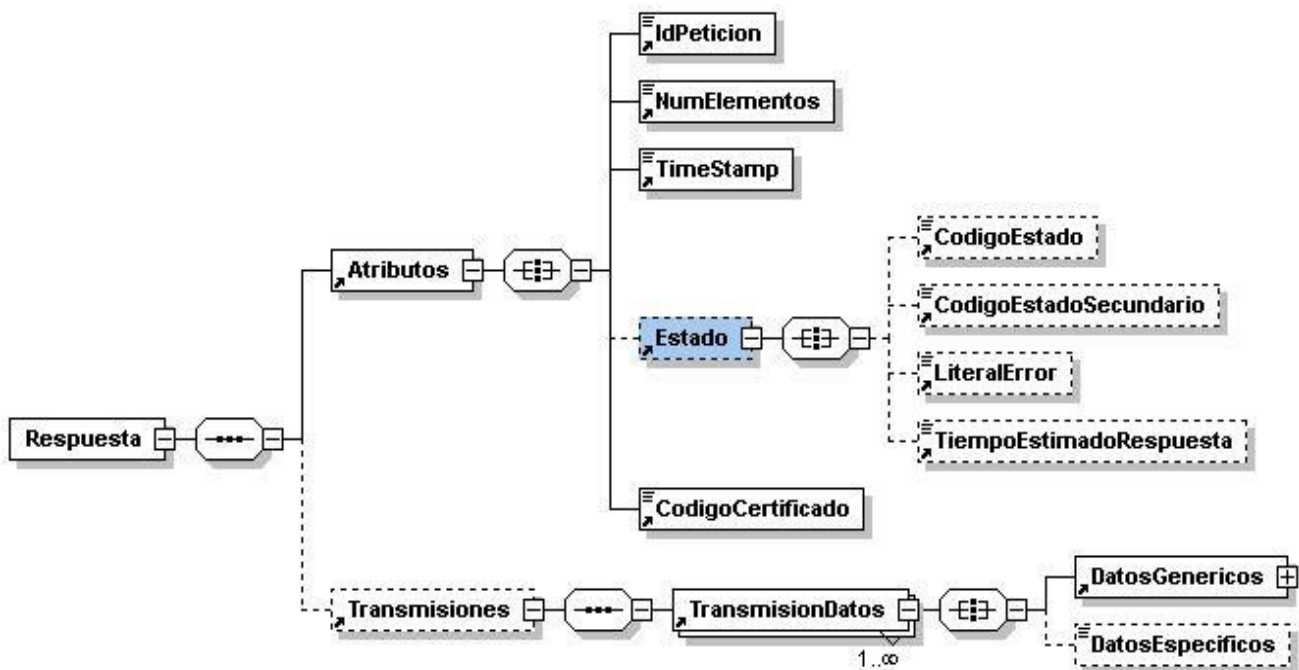 IdPeticion
NumElementos
TimeStamp
CodigoEstado
Atributos
CodigoEstadoSecundario
Estado
LiteralError
Respuesta
TiempoEstimadoRespuesta
CodigoCertificado
DatosGenericos
Transmisiones
TransmisionDatos
1..∞
DatosEspecificos